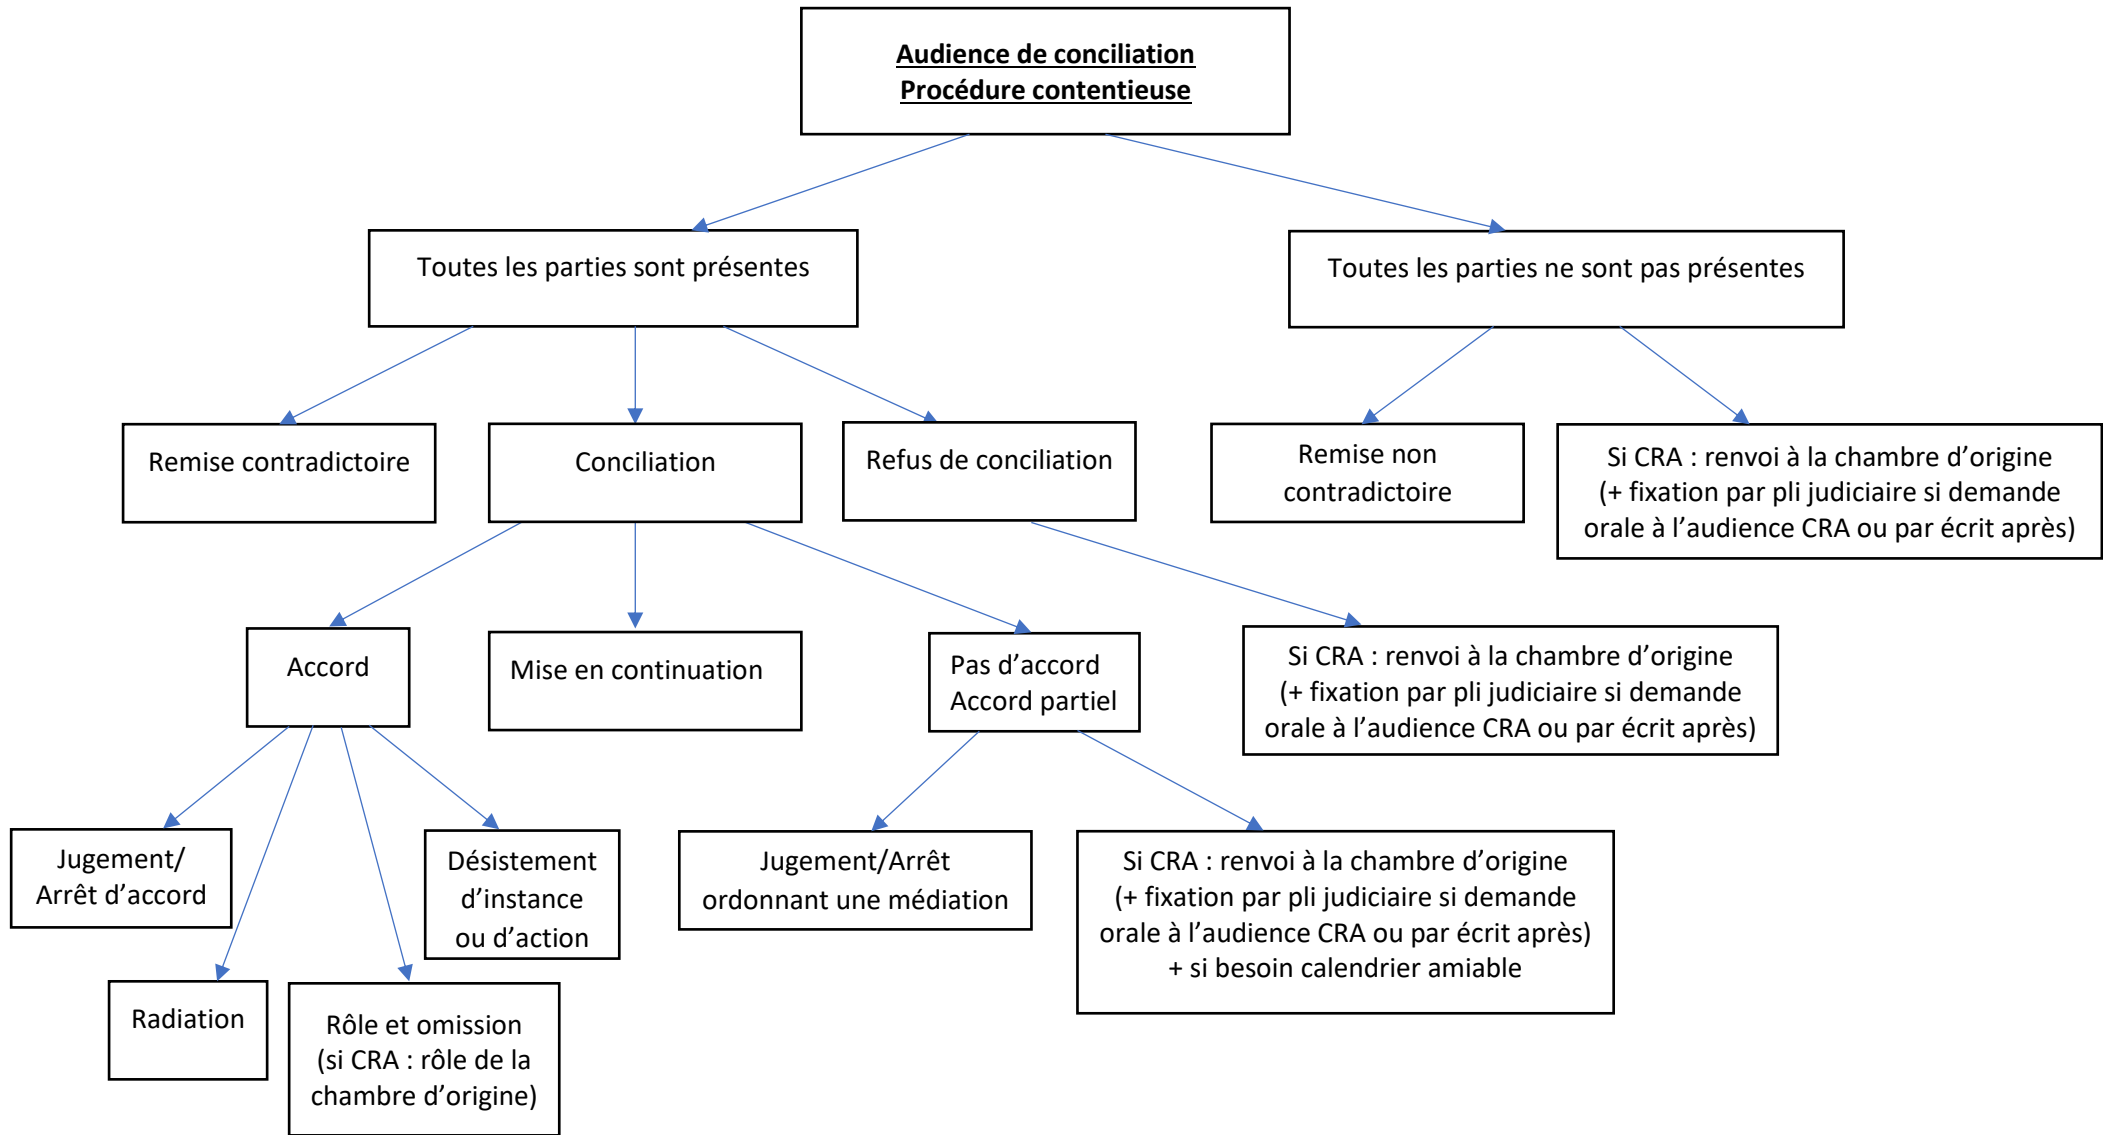 Audience de conciliation
Procédure contentieuse
Toutes les parties sont présentes
Toutes les parties ne sont pas présentes
Remise contradictoire
Conciliation
Refus de conciliation
Remise non
contradictoire
Si CRA : renvoi à la chambre d’origine
(+ fixation par pli judiciaire si demande
orale à l’audience CRA ou par écrit après)
Accord
Mise en continuation
Pas d’accord
Accord partiel
Si CRA : renvoi à la chambre d’origine
(+ fixation par pli judiciaire si demande
orale à l’audience CRA ou par écrit après)
Jugement/
Arrêt d’accord
Désistement
d’instance
ou d’action
Jugement/Arrêt
ordonnant une médiation
Si CRA : renvoi à la chambre d’origine
(+ fixation par pli judiciaire si demande
orale à l’audience CRA ou par écrit après)
+ si besoin calendrier amiable
Radiation
Rôle et omission
(si CRA : rôle de la
chambre d’origine)